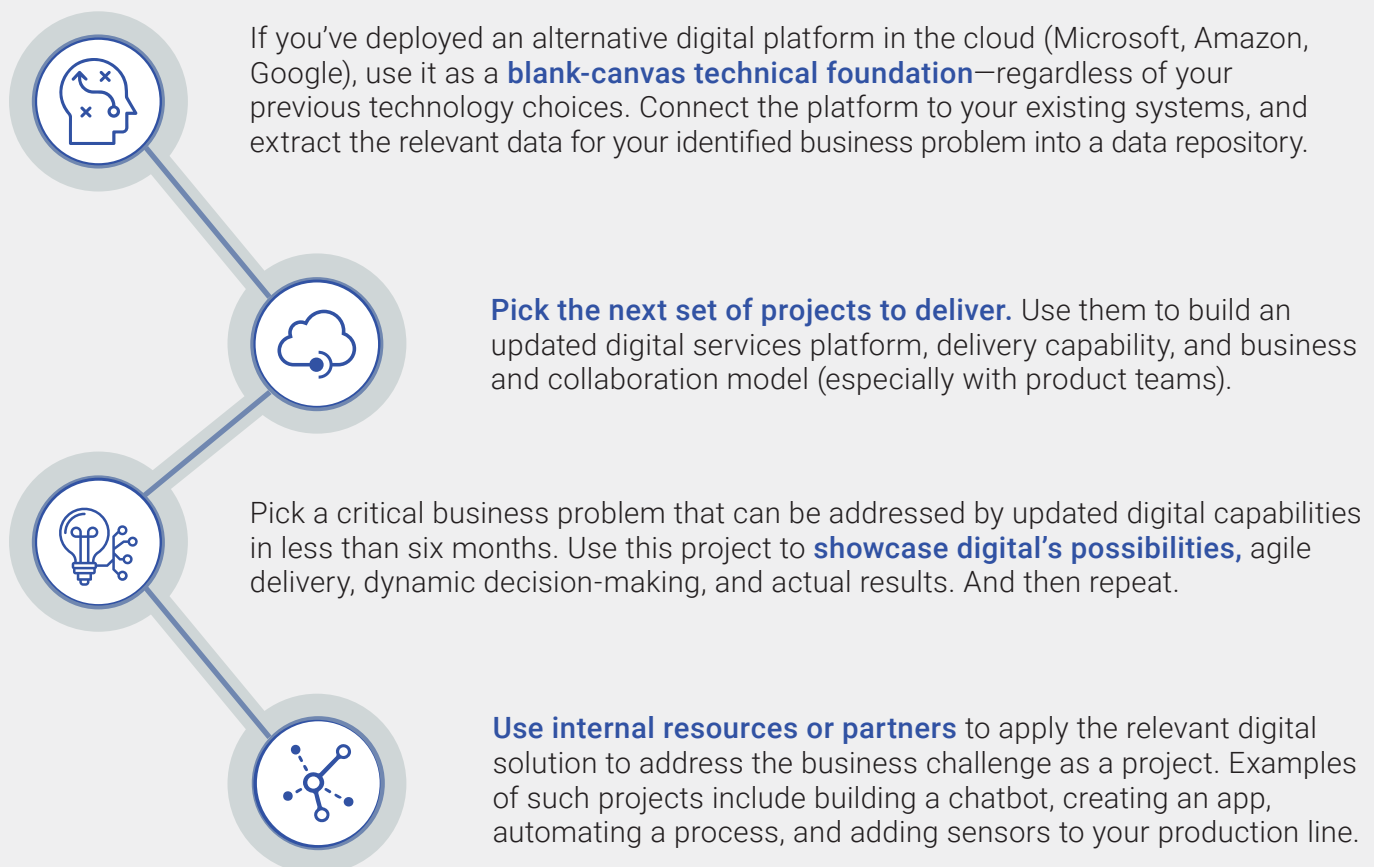 If you’ve deployed an alternative digital platform in the cloud (Microsoft, Amazon,
Google), use it as a blank-canvas technical foundation—regardless of your
previous technology choices. Connect the platform to your existing systems, and
extract the relevant data for your identified business problem into a data repository.
Pick the next set of projects to deliver. Use them to build an
updated digital services platform, delivery capability, and business
and collaboration model (especially with product teams).
Pick a critical business problem that can be addressed by updated digital capabilities
in less than six months. Use this project to showcase digital’s possibilities, agile
delivery, dynamic decision-making, and actual results. And then repeat.
Use internal resources or partners to apply the relevant digital
solution to address the business challenge as a project. Examples
of such projects include building a chatbot, creating an app,
automating a process, and adding sensors to your production line.